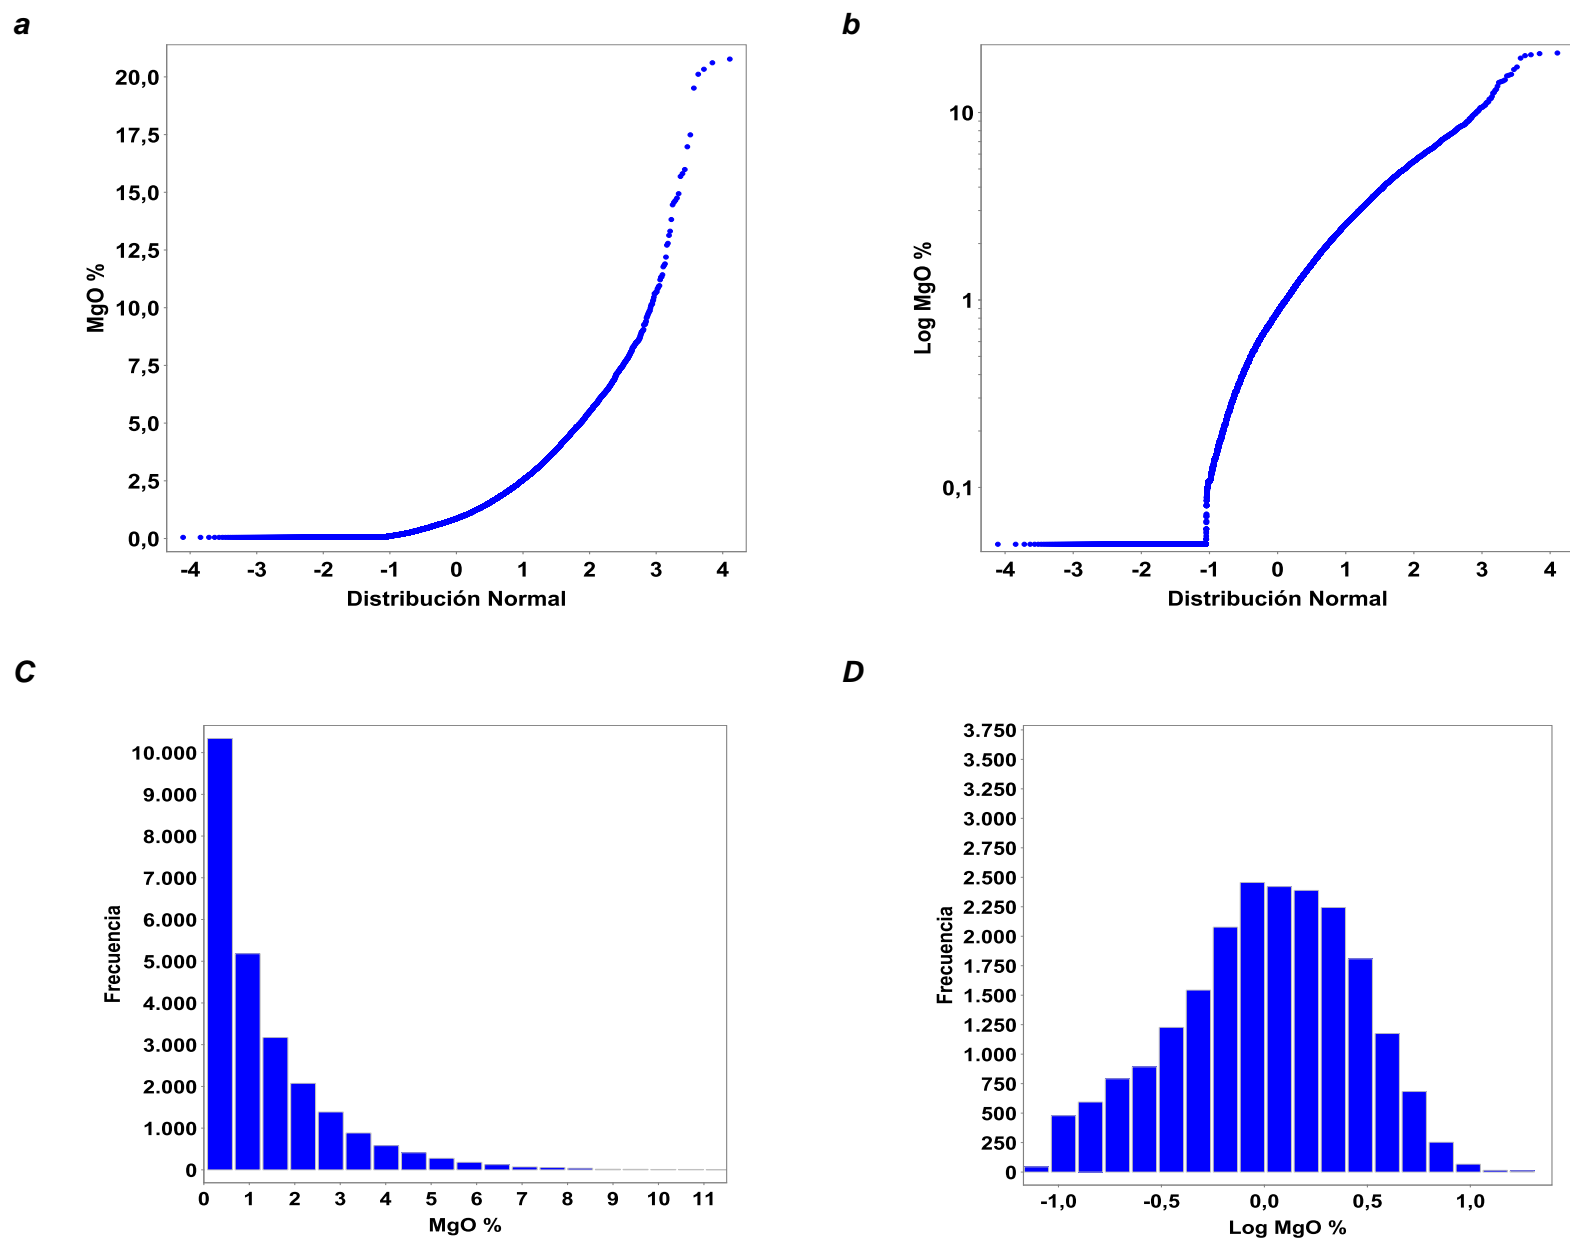 a
20,0
17,5
15,0
12,5
10,0
7,5
5,0
2,5
0,0
MgO %
-4 -3 -2 -1 0 1 2 3 4
Distribución Normal
b
10
1
0,1
Log MgO %
-4 -3 -2 -1 0 1 2 3 4
Distribución Normal
C
10.000
9.000
8.000
7.000
6.000
5.000
4.000
3.000
2.000
1.000
0
Frecuencia
0 1 2 3 4 5 6 7 8 9 10 11
MgO %
D
3.750
3.500
3.250
3.000
2.750
2.500
2.250
2.000
1.750
1.500
1.250
1.000
750
500
250
0
Frecuencia
-1,0 -0,5 0,0 0,5 1,0
Log MgO %